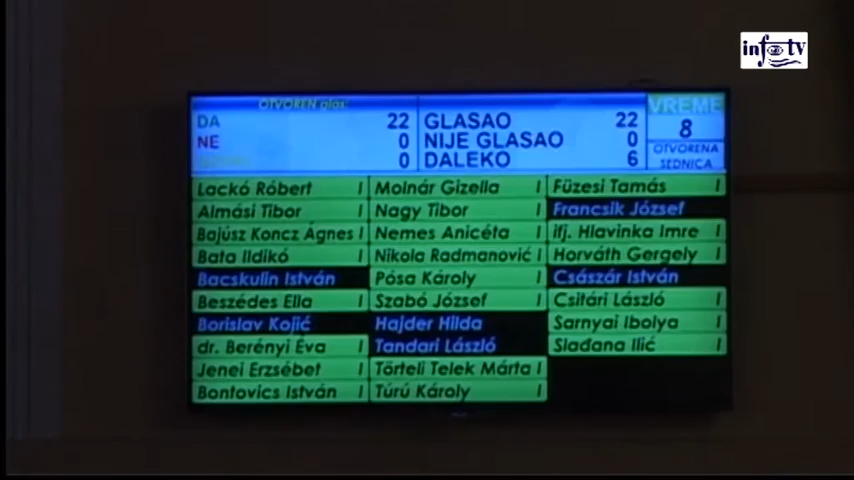 info tv
OTVOREN glas:
DA 22
NE 0
0
GLASAO 22
NIJE GLASAO 0
DALEKO 6
VREME
8
OTVORENA
SEDNICA
Lackó Róbert I
Almási Tibor I
Bajúsz Koncz Ágnes I
Bata Ildikó I
Bacskulin István
Beszédes Ella I
Borislav Kojić
dr. Berényi Éva I
Jenei Erzsébet I
Bontovics István I
Molnár Gizella I
Nagy Tibor I
Nemes Anicéta I
Nikola Radmanović I
Pósa Károly I
Szabó József I
Hajder Hilda
Tandari László
Törteli Telek Márta I
Túrú Károly I
Füzesi Tamás I
Francsik József
ifj. Hlavinka Imre I
Horváth Gergely I
Császár István
Csitári László I
Sarnyai Ibolya I
Slađana Ilić I